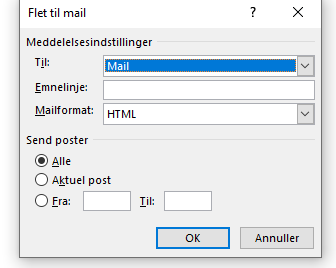 Flet til mail ? ×
Meddelelsesindstillinger
Til: Mail
Emnelinje:
Mailformat: HTML
Send poster
Alle
Aktuel post
Fra: Til:
OK Annuller